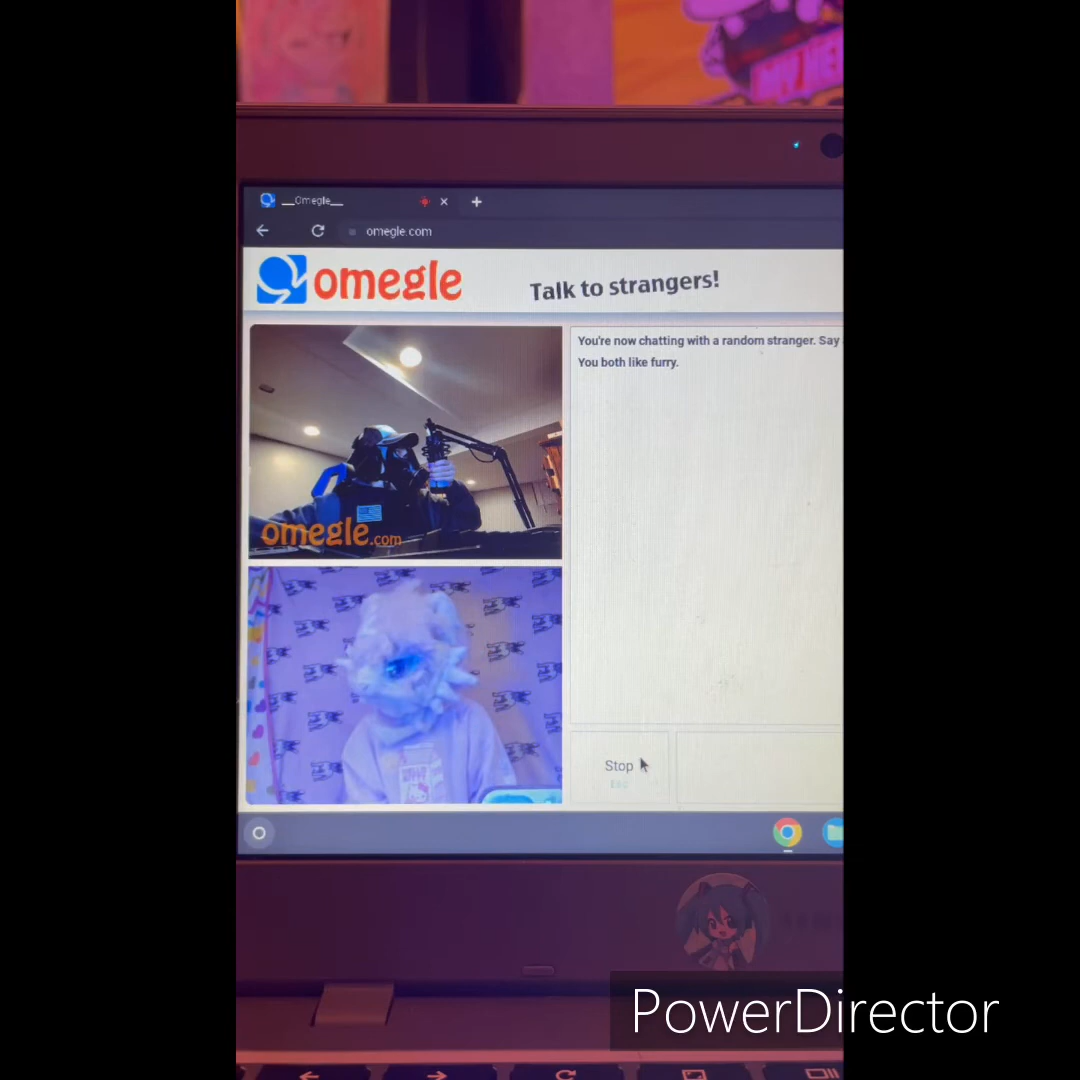 __Omegle__
omegle.com
omegle
Talk to strangers!
You're now chatting with a random stranger. Say
You both like furry.
omegle.com
Stop
Esc
PowerDirector